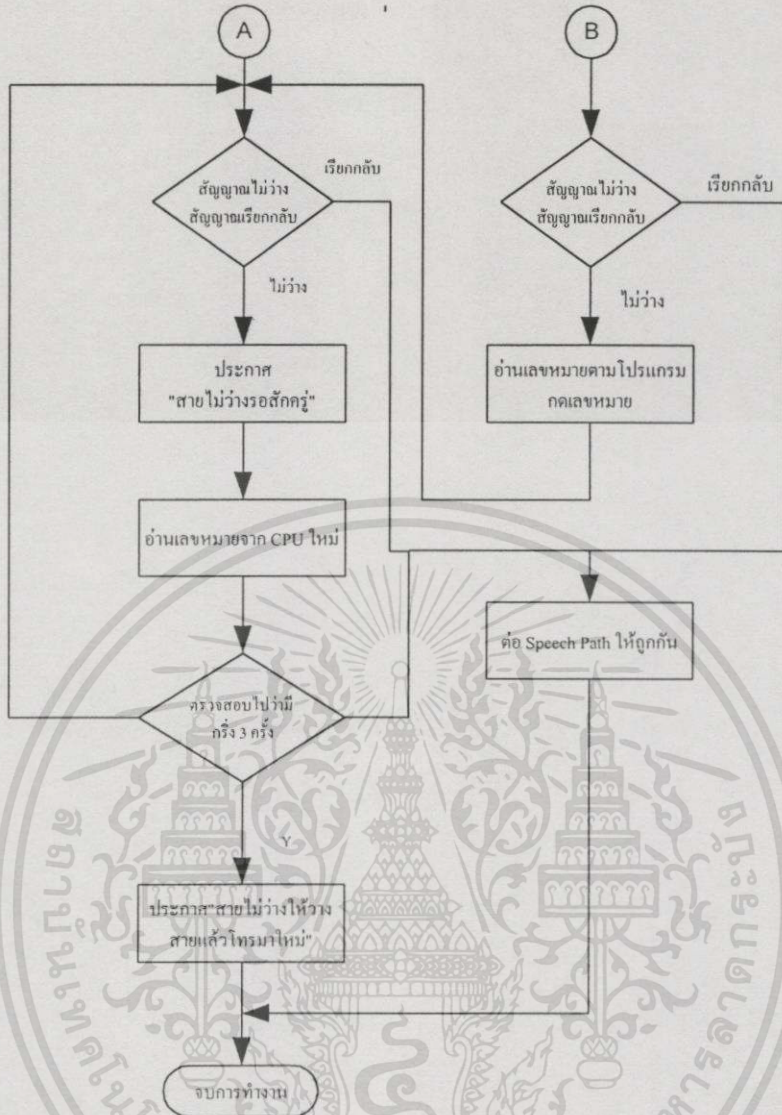 A
B
สัญญาณไม่ว่าง
สัญญาณเรียกกลับ
เรียกกลับ
ไม่ว่าง
สัญญาณไม่ว่าง
สัญญาณเรียกกลับ
เรียกกลับ
ไม่ว่าง
ประกาศ
"สายไม่ว่างรอสักครู่"
อ่านเลขหมายตามโปรแกรม
กดเลขหมาย
อ่านเลขหมายจาก CPU ใหม่
ต่อ Speech Path ให้ถูกกัน
ตรวจสอบไปว่ามี
กริ่ง 3 ครั้ง
Y
ประกาศ"สายไม่ว่างให้วาง
สายแล้วโทรมาใหม่"
จบการทำงาน